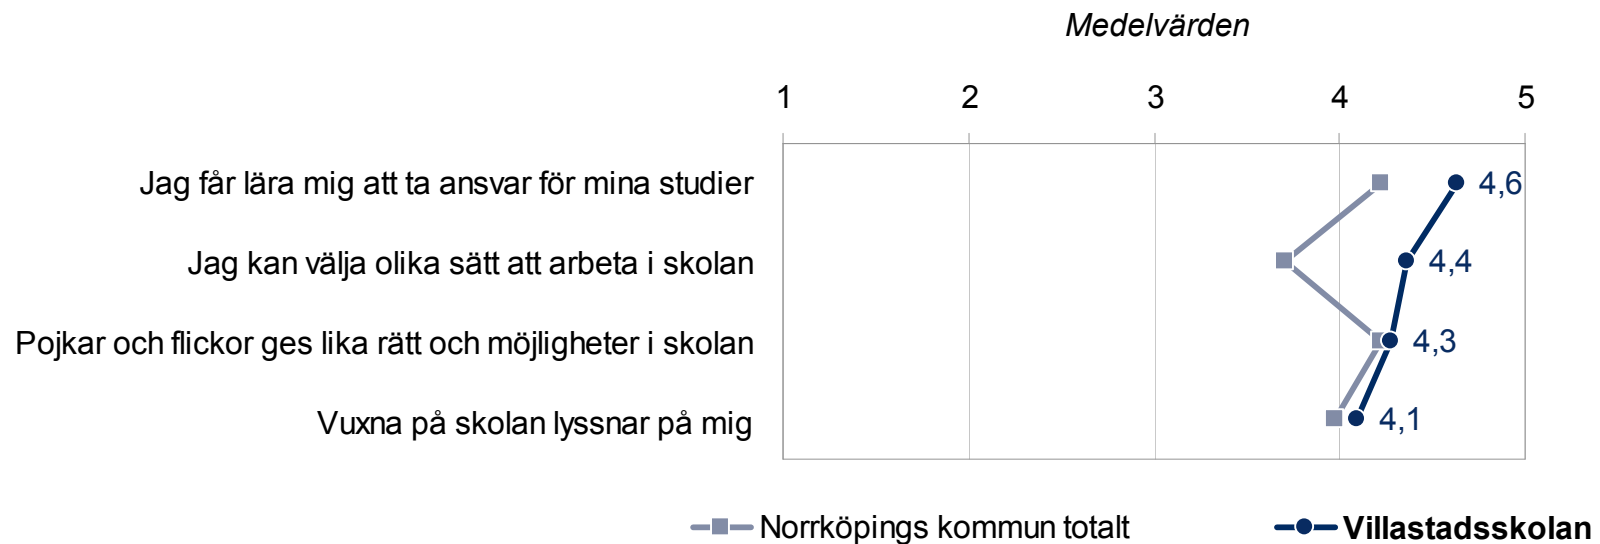 Medelvärden
1 2 3 4 5
Jag får lära mig att ta ansvar för mina studier 4,6
Jag kan välja olika sätt att arbeta i skolan 4,4
Pojkar och flickor ges lika rätt och möjligheter i skolan 4,3
Vuxna på skolan lyssnar på mig 4,1
Norrköpings kommun totalt Villastadsskolan